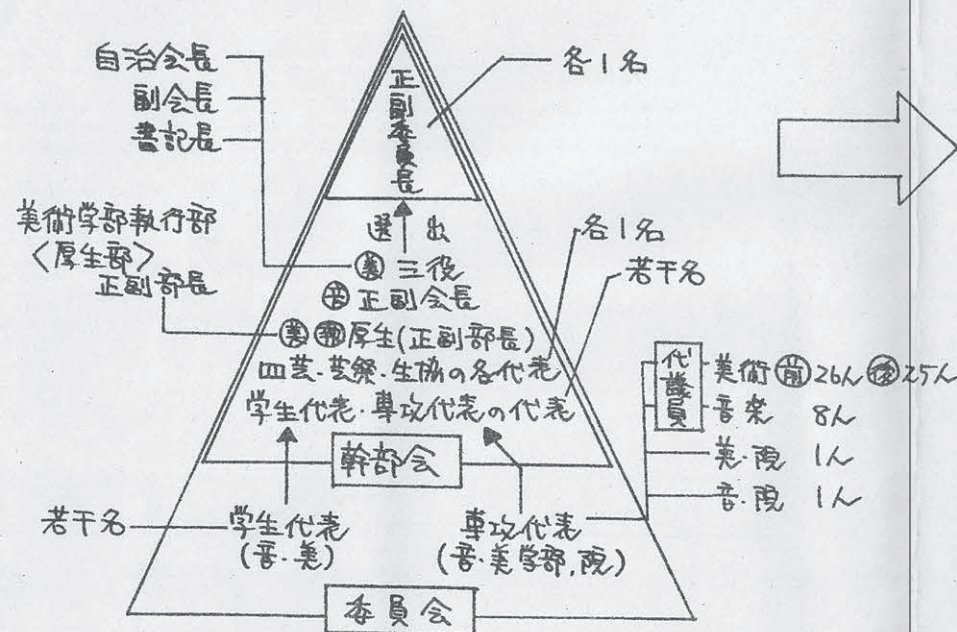 自治会長
副会長
書記長
正副委員長
各1名
選出
美術学部執行部
<厚生部>
正副部長
各1名
若干名
美 三役
音 正副会長
美 執 厚生(正副部長)
四芸・芸祭・生協の各代表
学生代表・専攻代表の代表
幹部会
代議員
美術 前 26人 後 25人
音楽 8人
美・院 1人
音・院 1人
若干名
学生代表
(音・美)
専攻代表
(音・美学部,院)
委員会